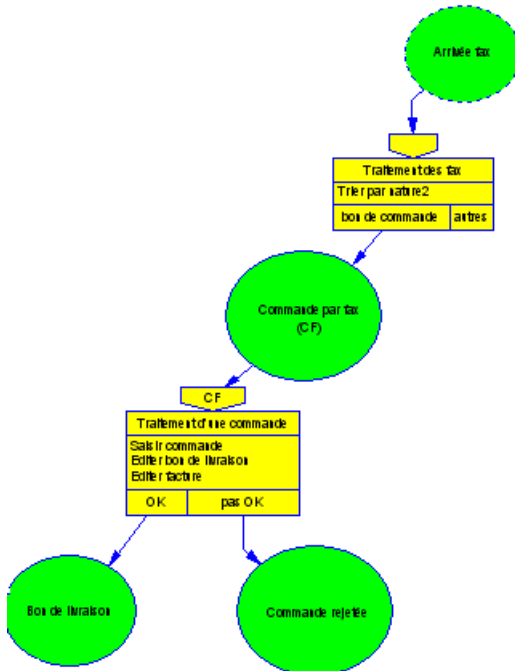 Arrivée fax
Traitement des fax
Trier par nature2
bon de commande
autres
Commande par fax
(CF)
CF
Traitement d'une commande
Saisir commande
Editer bon de livraison
Editer facture
OK
pas OK
Bon de livraison
Commande rejetée